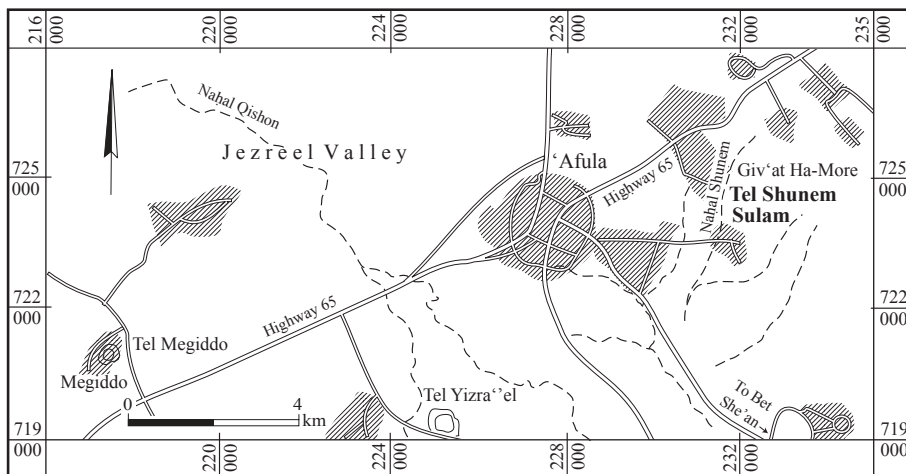 216
000
220
000
224
000
228
000
232
000
235
000
Nahal Qishon
Jezreel Valley
‘Afula
725
000
725
000
Highway 65
Nahal Shunem
Giv‘at Ha-More
Tel Shunem
Sulam
722
000
722
000
Highway 65
Tel Megiddo
Megiddo
Tel Yizra‘’el
To Bet
She’an
0
4
km
719
000
719
000
220
000
224
000
228
000
232
000